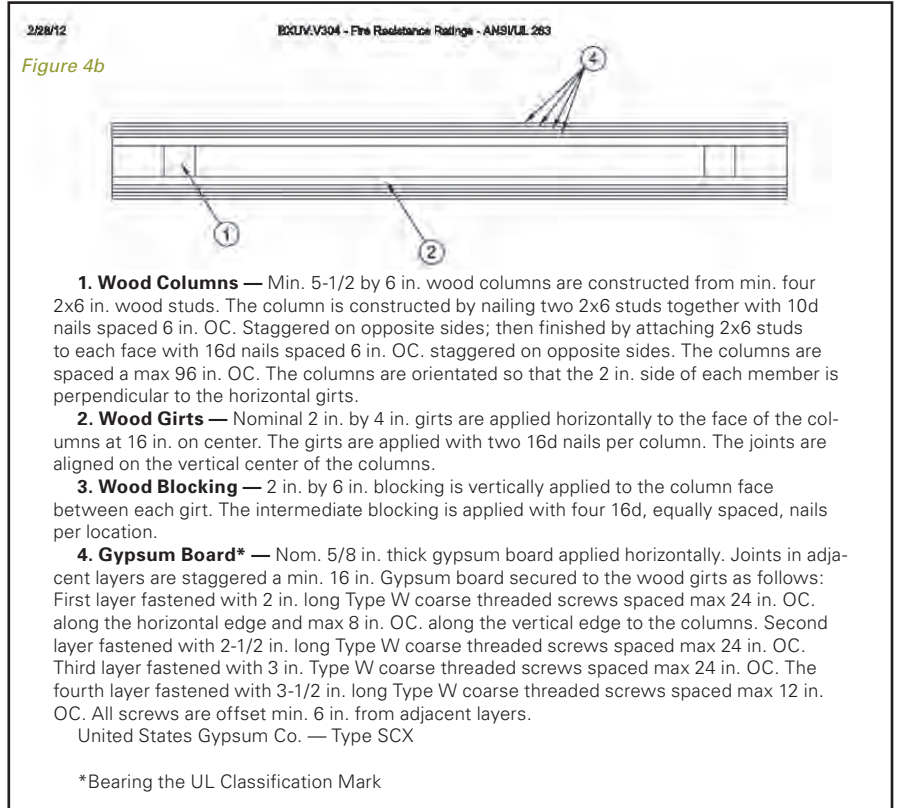 2/28/12 BXUV.V304 - Fire Resistance Ratings - ANSI/UL 263
Figure 4b
4
1
2
1. Wood Columns — Min. 5-1/2 by 6 in. wood columns are constructed from min. four
2x6 in. wood studs. The column is constructed by nailing two 2x6 studs together with 10d
nails spaced 6 in. OC. Staggered on opposite sides; then finished by attaching 2x6 studs
to each face with 16d nails spaced 6 in. OC. staggered on opposite sides. The columns are
spaced a max 96 in. OC. The columns are orientated so that the 2 in. side of each member is
perpendicular to the horizontal girts.
2. Wood Girts — Nominal 2 in. by 4 in. girts are applied horizontally to the face of the col-
umns at 16 in. on center. The girts are applied with two 16d nails per column. The joints are
aligned on the vertical center of the columns.
3. Wood Blocking — 2 in. by 6 in. blocking is vertically applied to the column face
between each girt. The intermediate blocking is applied with four 16d, equally spaced, nails
per location.
4. Gypsum Board* — Nom. 5/8 in. thick gypsum board applied horizontally. Joints in adja-
cent layers are staggered a min. 16 in. Gypsum board secured to the wood girts as follows:
First layer fastened with 2 in. long Type W coarse threaded screws spaced max 24 in. OC.
along the horizontal edge and max 8 in. OC. along the vertical edge to the columns. Second
layer fastened with 2-1/2 in. long Type W coarse threaded screws spaced max 24 in. OC.
Third layer fastened with 3 in. Type W coarse threaded screws spaced max 24 in. OC. The
fourth layer fastened with 3-1/2 in. long Type W coarse threaded screws spaced max 12 in.
OC. All screws are offset min. 6 in. from adjacent layers.
United States Gypsum Co. — Type SCX
*Bearing the UL Classification Mark